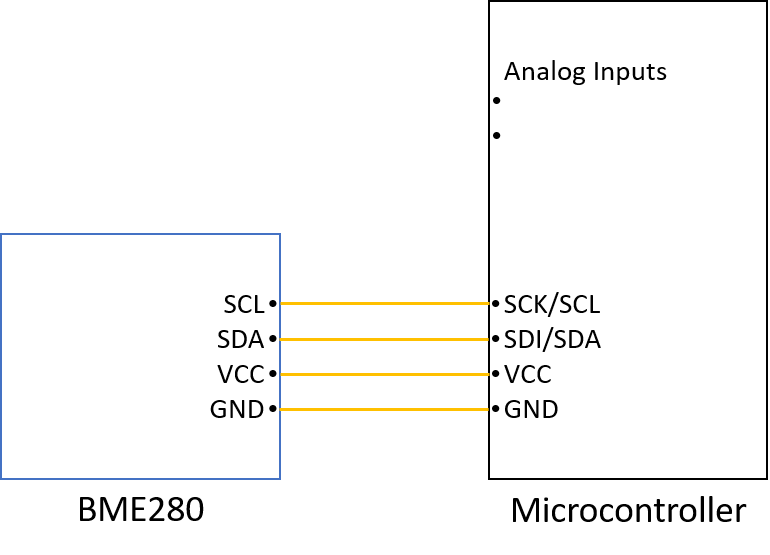 Analog Inputs
SCL
SCK/SCL
SDA
SDI/SDA
VCC
VCC
GND
GND
BME280
Microcontroller